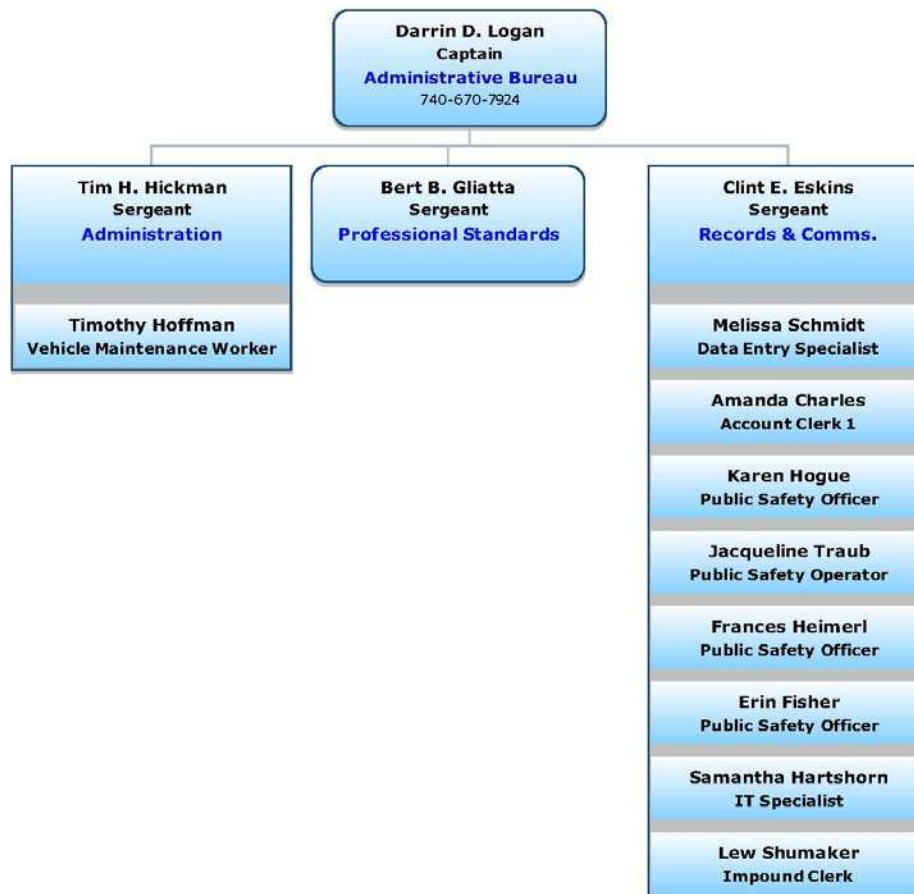 Darrin D. Logan
Captain
Administrative Bureau
740-670-7924
Tim H. Hickman
Sergeant
Administration
Timothy Hoffman
Vehicle Maintenance Worker
Bert B. Gliatta
Sergeant
Professional Standards
Clint E. Eskins
Sergeant
Records & Comms.
Melissa Schmidt
Data Entry Specialist
Amanda Charles
Account Clerk 1
Karen Hogue
Public Safety Officer
Jacqueline Traub
Public Safety Operator
Frances Heimerl
Public Safety Officer
Erin Fisher
Public Safety Officer
Samantha Hartshorn
IT Specialist
Lew Shumaker
Impound Clerk